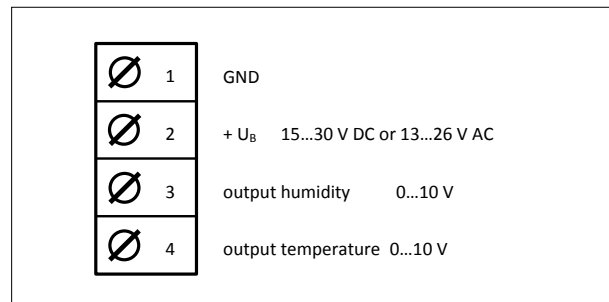 1 GND
2 + U_B 15...30 V DC or 13...26 V AC
3 output humidity 0...10 V
4 output temperature 0...10 V